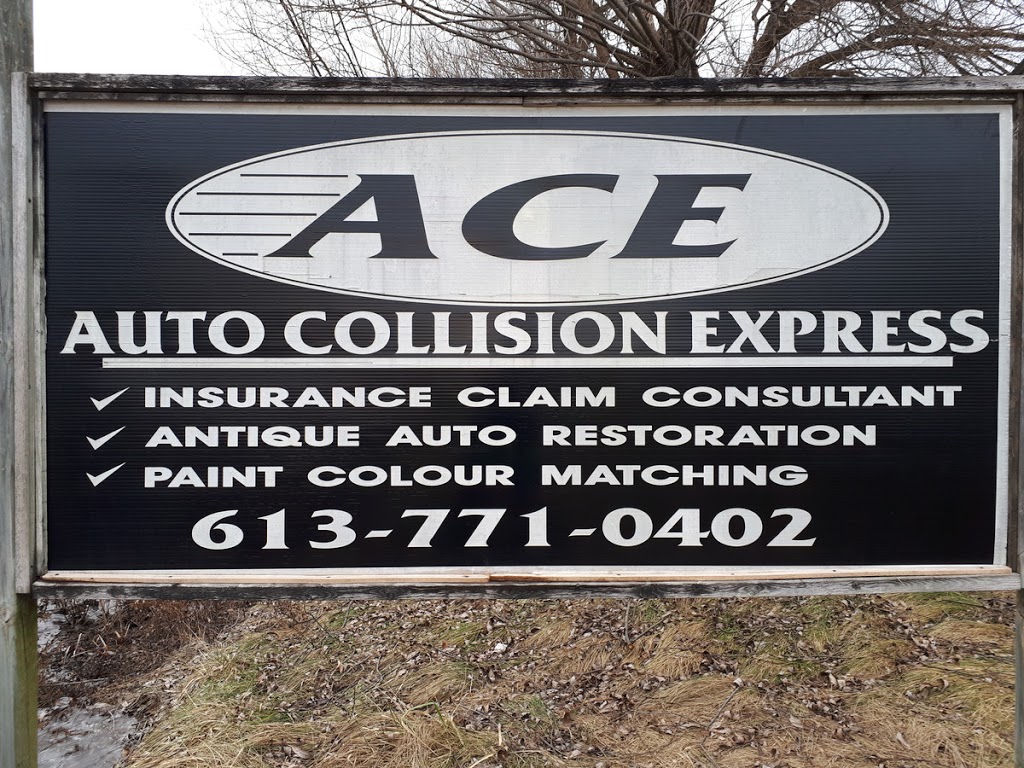 ACE
AUTO COLLISION EXPRESS
INSURANCE CLAIM CONSULTANT
ANTIQUE AUTO RESTORATION
PAINT COLOUR MATCHING
613-771-0402